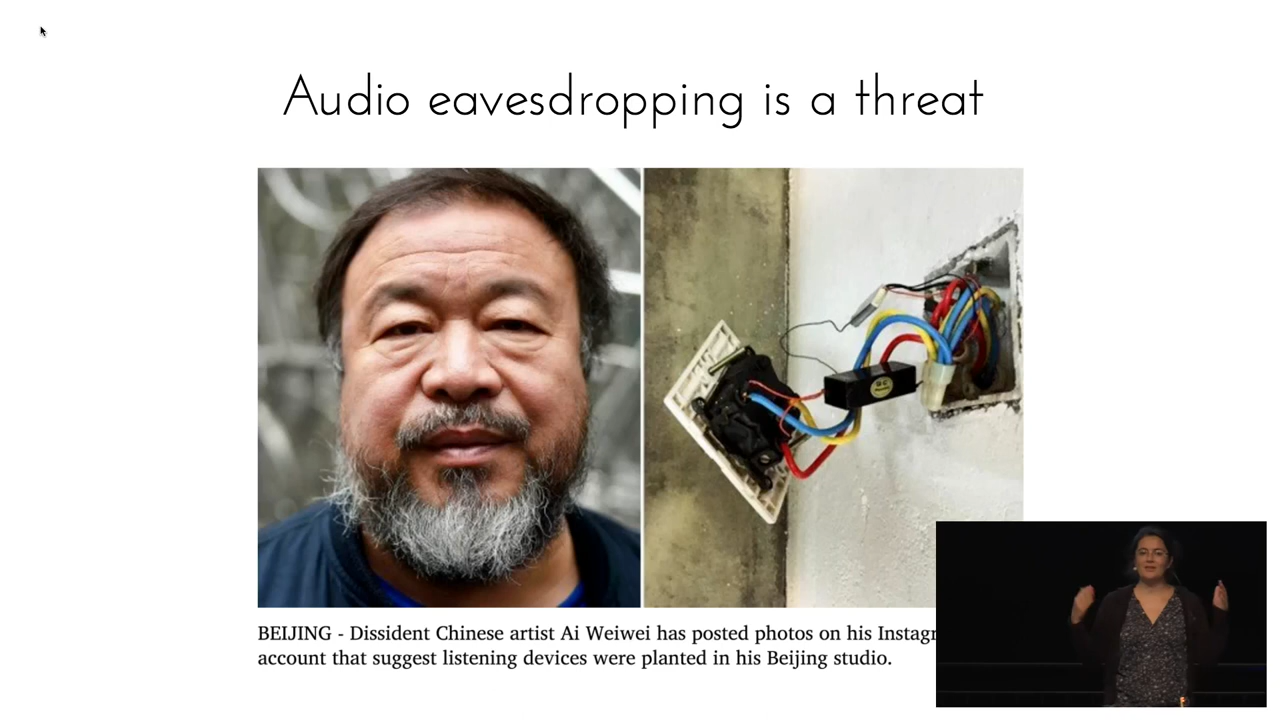 Audio eavesdropping is a threat
BEIJING - Dissident Chinese artist Ai Weiwei has posted photos on his Instagr
account that suggest listening devices were planted in his Beijing studio.